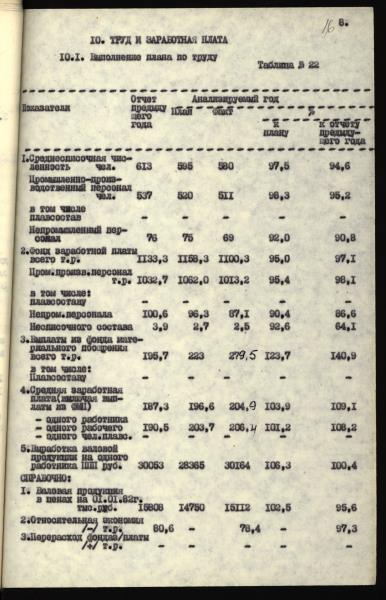 16 8.
10. ТРУД И ЗАРАБОТНАЯ ПЛАТА
10.1. Выполнение плана по труду
Таблица № 22
Показатели Отчет предыдущего года Анализируемый год
План Факт %
к плану к отчету предыдущего года
1.Среднесписочная численность чел. 613 595 580 97,5 94,6
Промышленно-производственный персонал чел. 537 520 511 98,3 95,2
в том числе
плавсостав - - - - -
Непромышленный персонал 76 75 69 92,0 90,8
2.Фонд заработной платы
всего т.р. 1133,3 1158,3 1100,3 95,0 97,1
Пром.произв.персонал
т.р. 1032,7 1062,0 1013,2 95,4 98,1
в том числе:
плавсоставу - - - - -
Непром.персонала 100,6 96,3 87,1 90,4 86,6
Несписочного состава 3,9 2,7 2,5 92,6 64,1
3.Выплаты из фонда материального поощрения
всего т.р. 195,7 223 275,5 123,7 140,9
в том числе:
Плавсоставу - - - - -
4.Средняя заработная
плата(включая выплаты из ФМП) 187,3 196,6 204,9 103,9 109,1
- одного работника
- одного рабочего 190,5 203,7 206,4 101,2 108,2
- одного чел.плавс. - - - - -
5.Выработка валовой
продукции на одного
работника ППП руб. 30053 28365 30164 106,3 100,4
СПРАВОЧНО:
1. Валовая продукция
в ценах на 01.01.82г.
тыс.руб. 15808 14750 15112 102,5 95,6
2.Относительная экономия
/-/ т.р. 80,6 - 78,4 - 97,3
3.Перерасход фонда з/платы
/+/ т.р. - - - - -